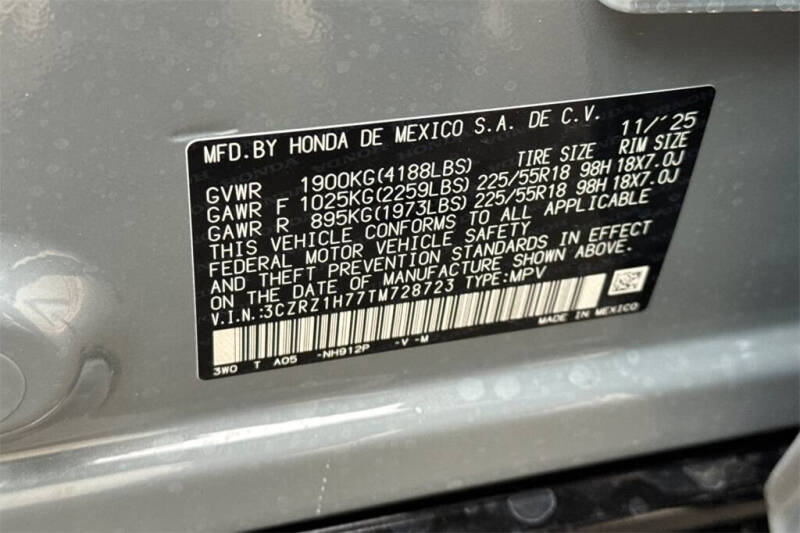 MFD.BY HONDA DE MEXICO S.A. DE C.V. 11/'25
GVWR 1900KG(4188LBS) TIRE SIZE RIM SIZE
GAWR F 1025KG(2259LBS) 225/55R18 98H 18X7.0J
GAWR R 895KG(1973LBS) 225/55R18 98H 18X7.0J
THIS VEHICLE CONFORMS TO ALL APPLICABLE
FEDERAL MOTOR VEHICLE SAFETY
AND THEFT PREVENTION STANDARDS IN EFFECT
ON THE DATE OF MANUFACTURE SHOWN ABOVE.
V.I.N.:3CZRZ1H77TM728723 TYPE:MPV
MADE IN MEXICO
3W0 T A05 -NH912P -V -M